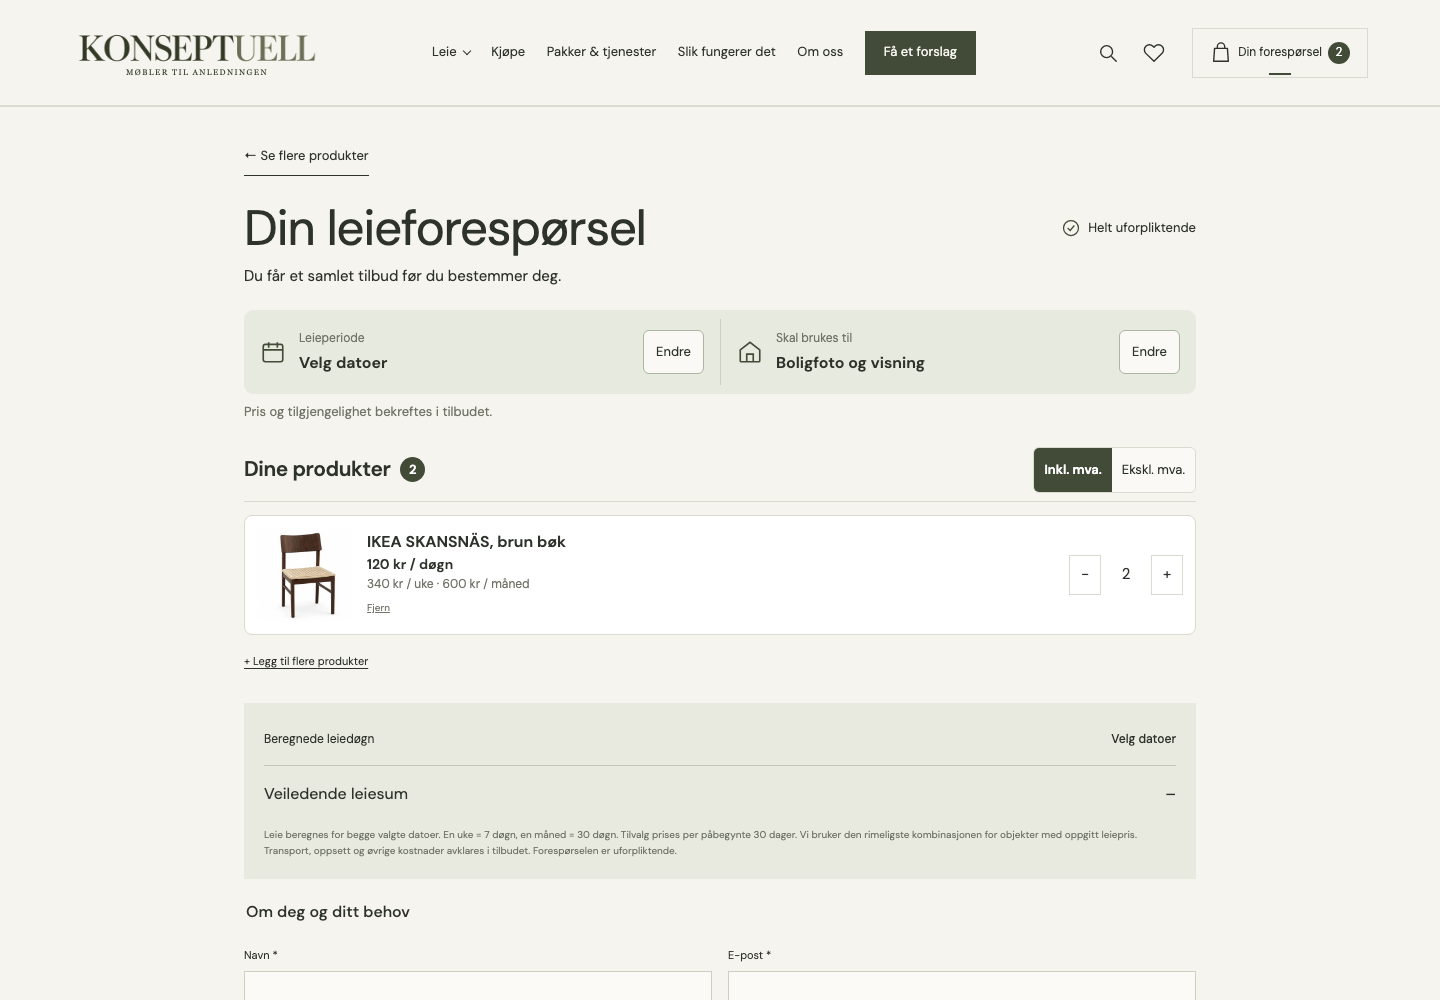 KONSEPTUELL
MØBLER TIL ANLEDNINGEN
Leie
Kjøpe
Pakker & tjenester
Slik fungerer det
Om oss
Få et forslag
Din forespørsel 2
← Se flere produkter
Din leieforespørsel
Helt uforpliktende
Du får et samlet tilbud før du bestemmer deg.
Leieperiode
Velg datoer
Endre
Skal brukes til
Boligfoto og visning
Endre
Pris og tilgjengelighet bekreftes i tilbudet.
Dine produkter 2
Inkl. mva.
Ekskl. mva.
IKEA SKANSNÄS, brun bøk
120 kr / døgn
340 kr / uke · 600 kr / måned
Fjern
− 2 +
+ Legg til flere produkter
Beregnede leiedøgn
Velg datoer
Veiledende leiesum
–
Leie beregnes for begge valgte datoer. En uke = 7 døgn, en måned = 30 døgn. Tilvalg prises per påbegynte 30 dager. Vi bruker den rimeligste kombinasjonen for objekter med oppgitt leiepris.
Transport, oppsett og øvrige kostnader avklares i tilbudet. Forespørselen er uforpliktende.
Om deg og ditt behov
Navn *
E-post *